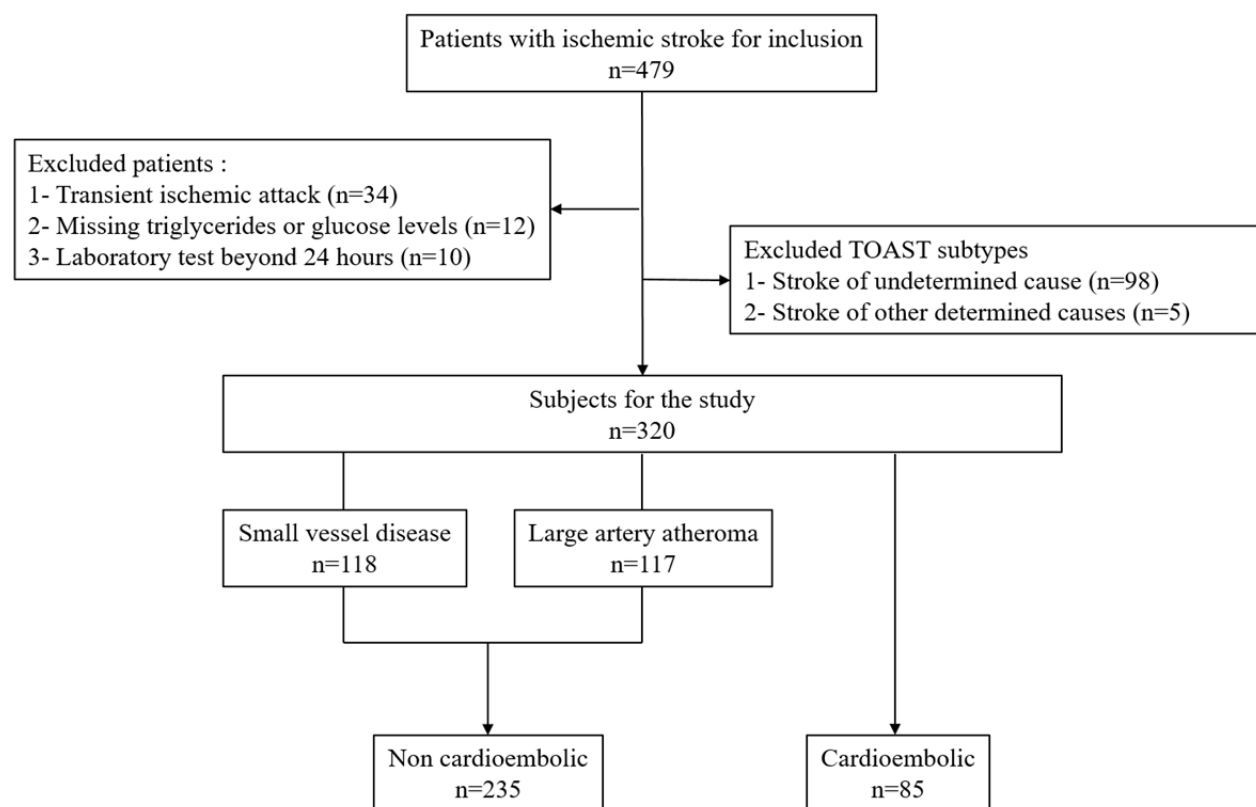 Patients with ischemic stroke for inclusion
n=479
Excluded patients :
1- Transient ischemic attack (n=34)
2- Missing triglycerides or glucose levels (n=12)
3- Laboratory test beyond 24 hours (n=10)
Excluded TOAST subtypes
1- Stroke of undetermined cause (n=98)
2- Stroke of other determined causes (n=5)
Subjects for the study
n=320
Small vessel disease
n=118
Large artery atheroma
n=117
Non cardioembolic
n=235
Cardioembolic
n=85